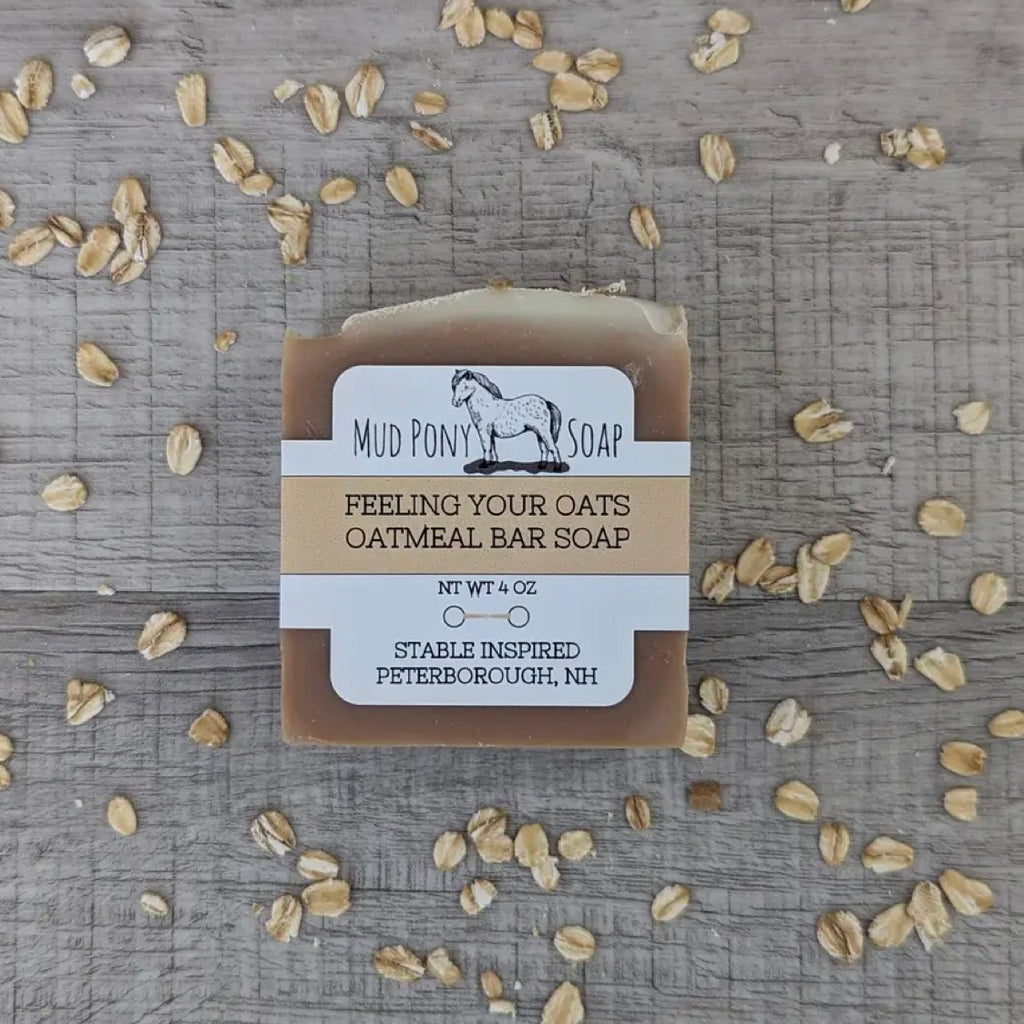 MUD PONY SOAP
FEELING YOUR OATS
OATMEAL BAR SOAP
NT WT 4 OZ
STABLE INSPIRED
PETERBOROUGH, NH